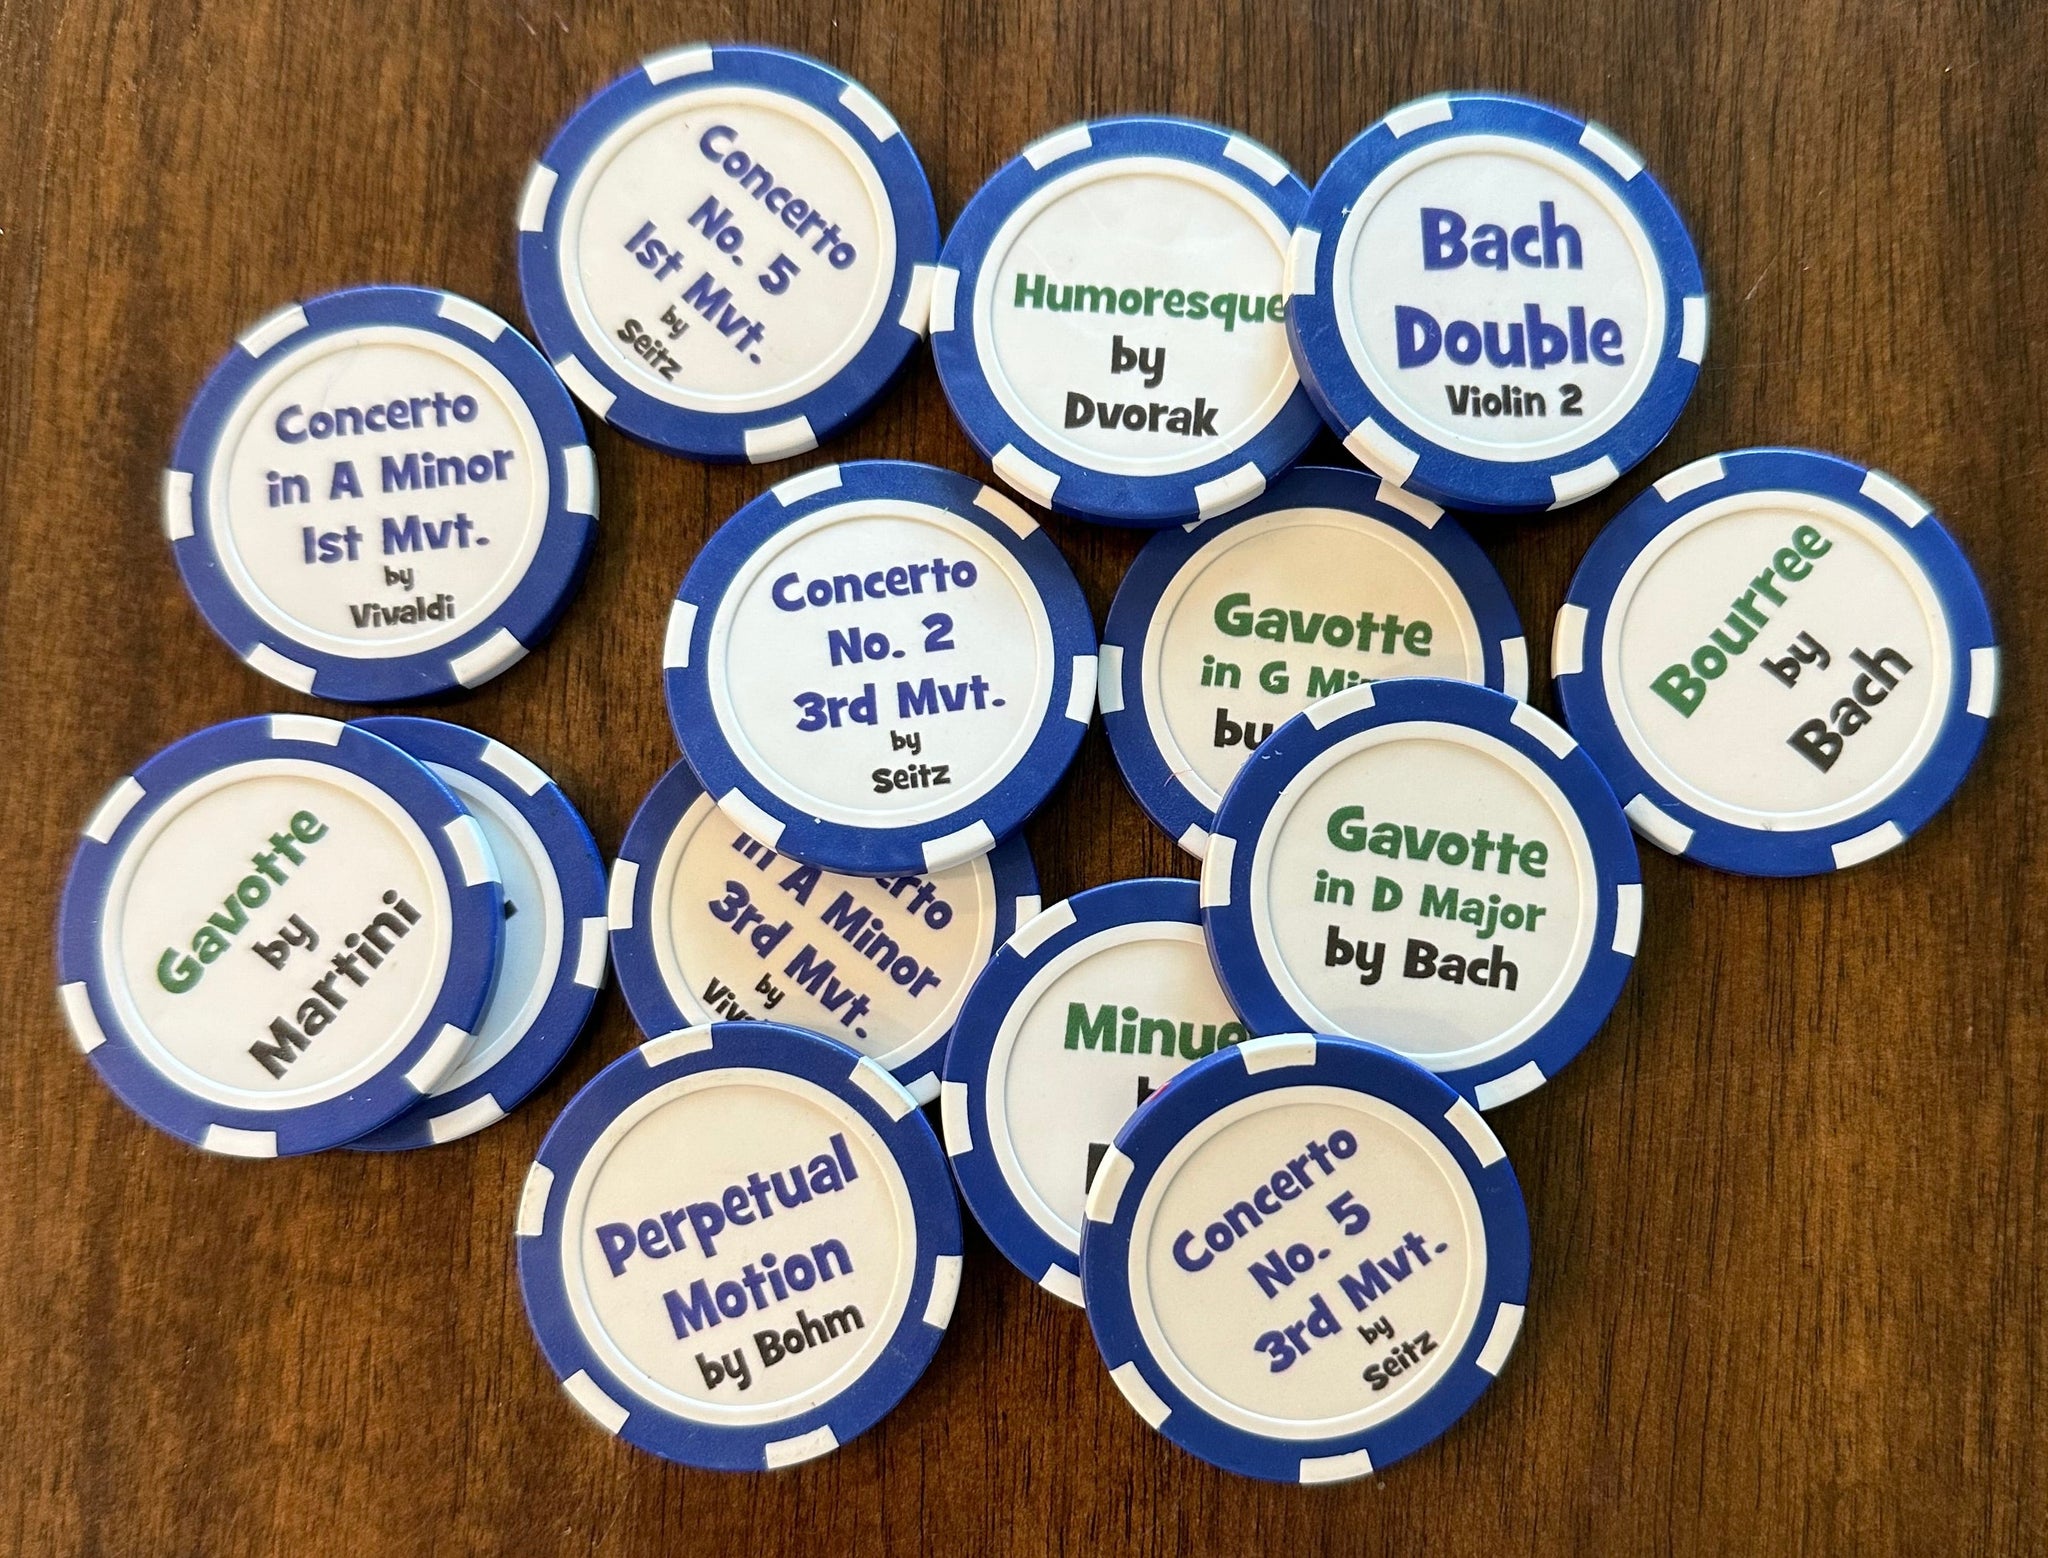 Concerto
No. 5
1st Mvt.
by
Seitz
Humoresque
by
Dvorak
Bach
Double
Violin 2
Concerto
in A Minor
1st Mvt.
by
Vivaldi
Concerto
No. 2
3rd Mvt.
by
Seitz
Gavotte
in G
by
Bourree
by
Bach
Gavotte
by
Martini
in A Minor
3rd Mvt.
by
Gavotte
in D Major
by Bach
Perpetual
Motion
by Bohm
Concerto
No. 5
3rd Mvt.
by
Seitz